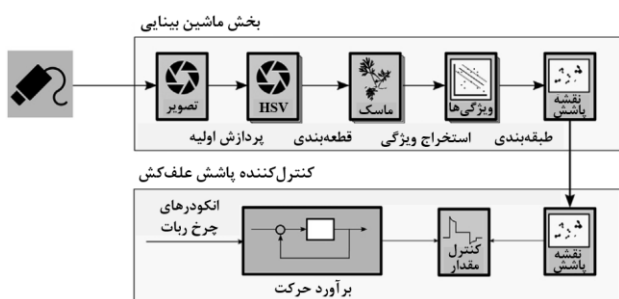 بخش ماشین بینایی
تصویر
HSV
ماسک
ویژگی‌ها
نقشه
پاشش
پردازش اولیه
قطعه‌بندی
استخراج ویژگی
طبقه‌بندی
کنترل‌کننده پاشش علف‌کش
انکودرهای
چرخ ربات
کنترل
مقدار
نقشه
پاشش
برآورد حرکت